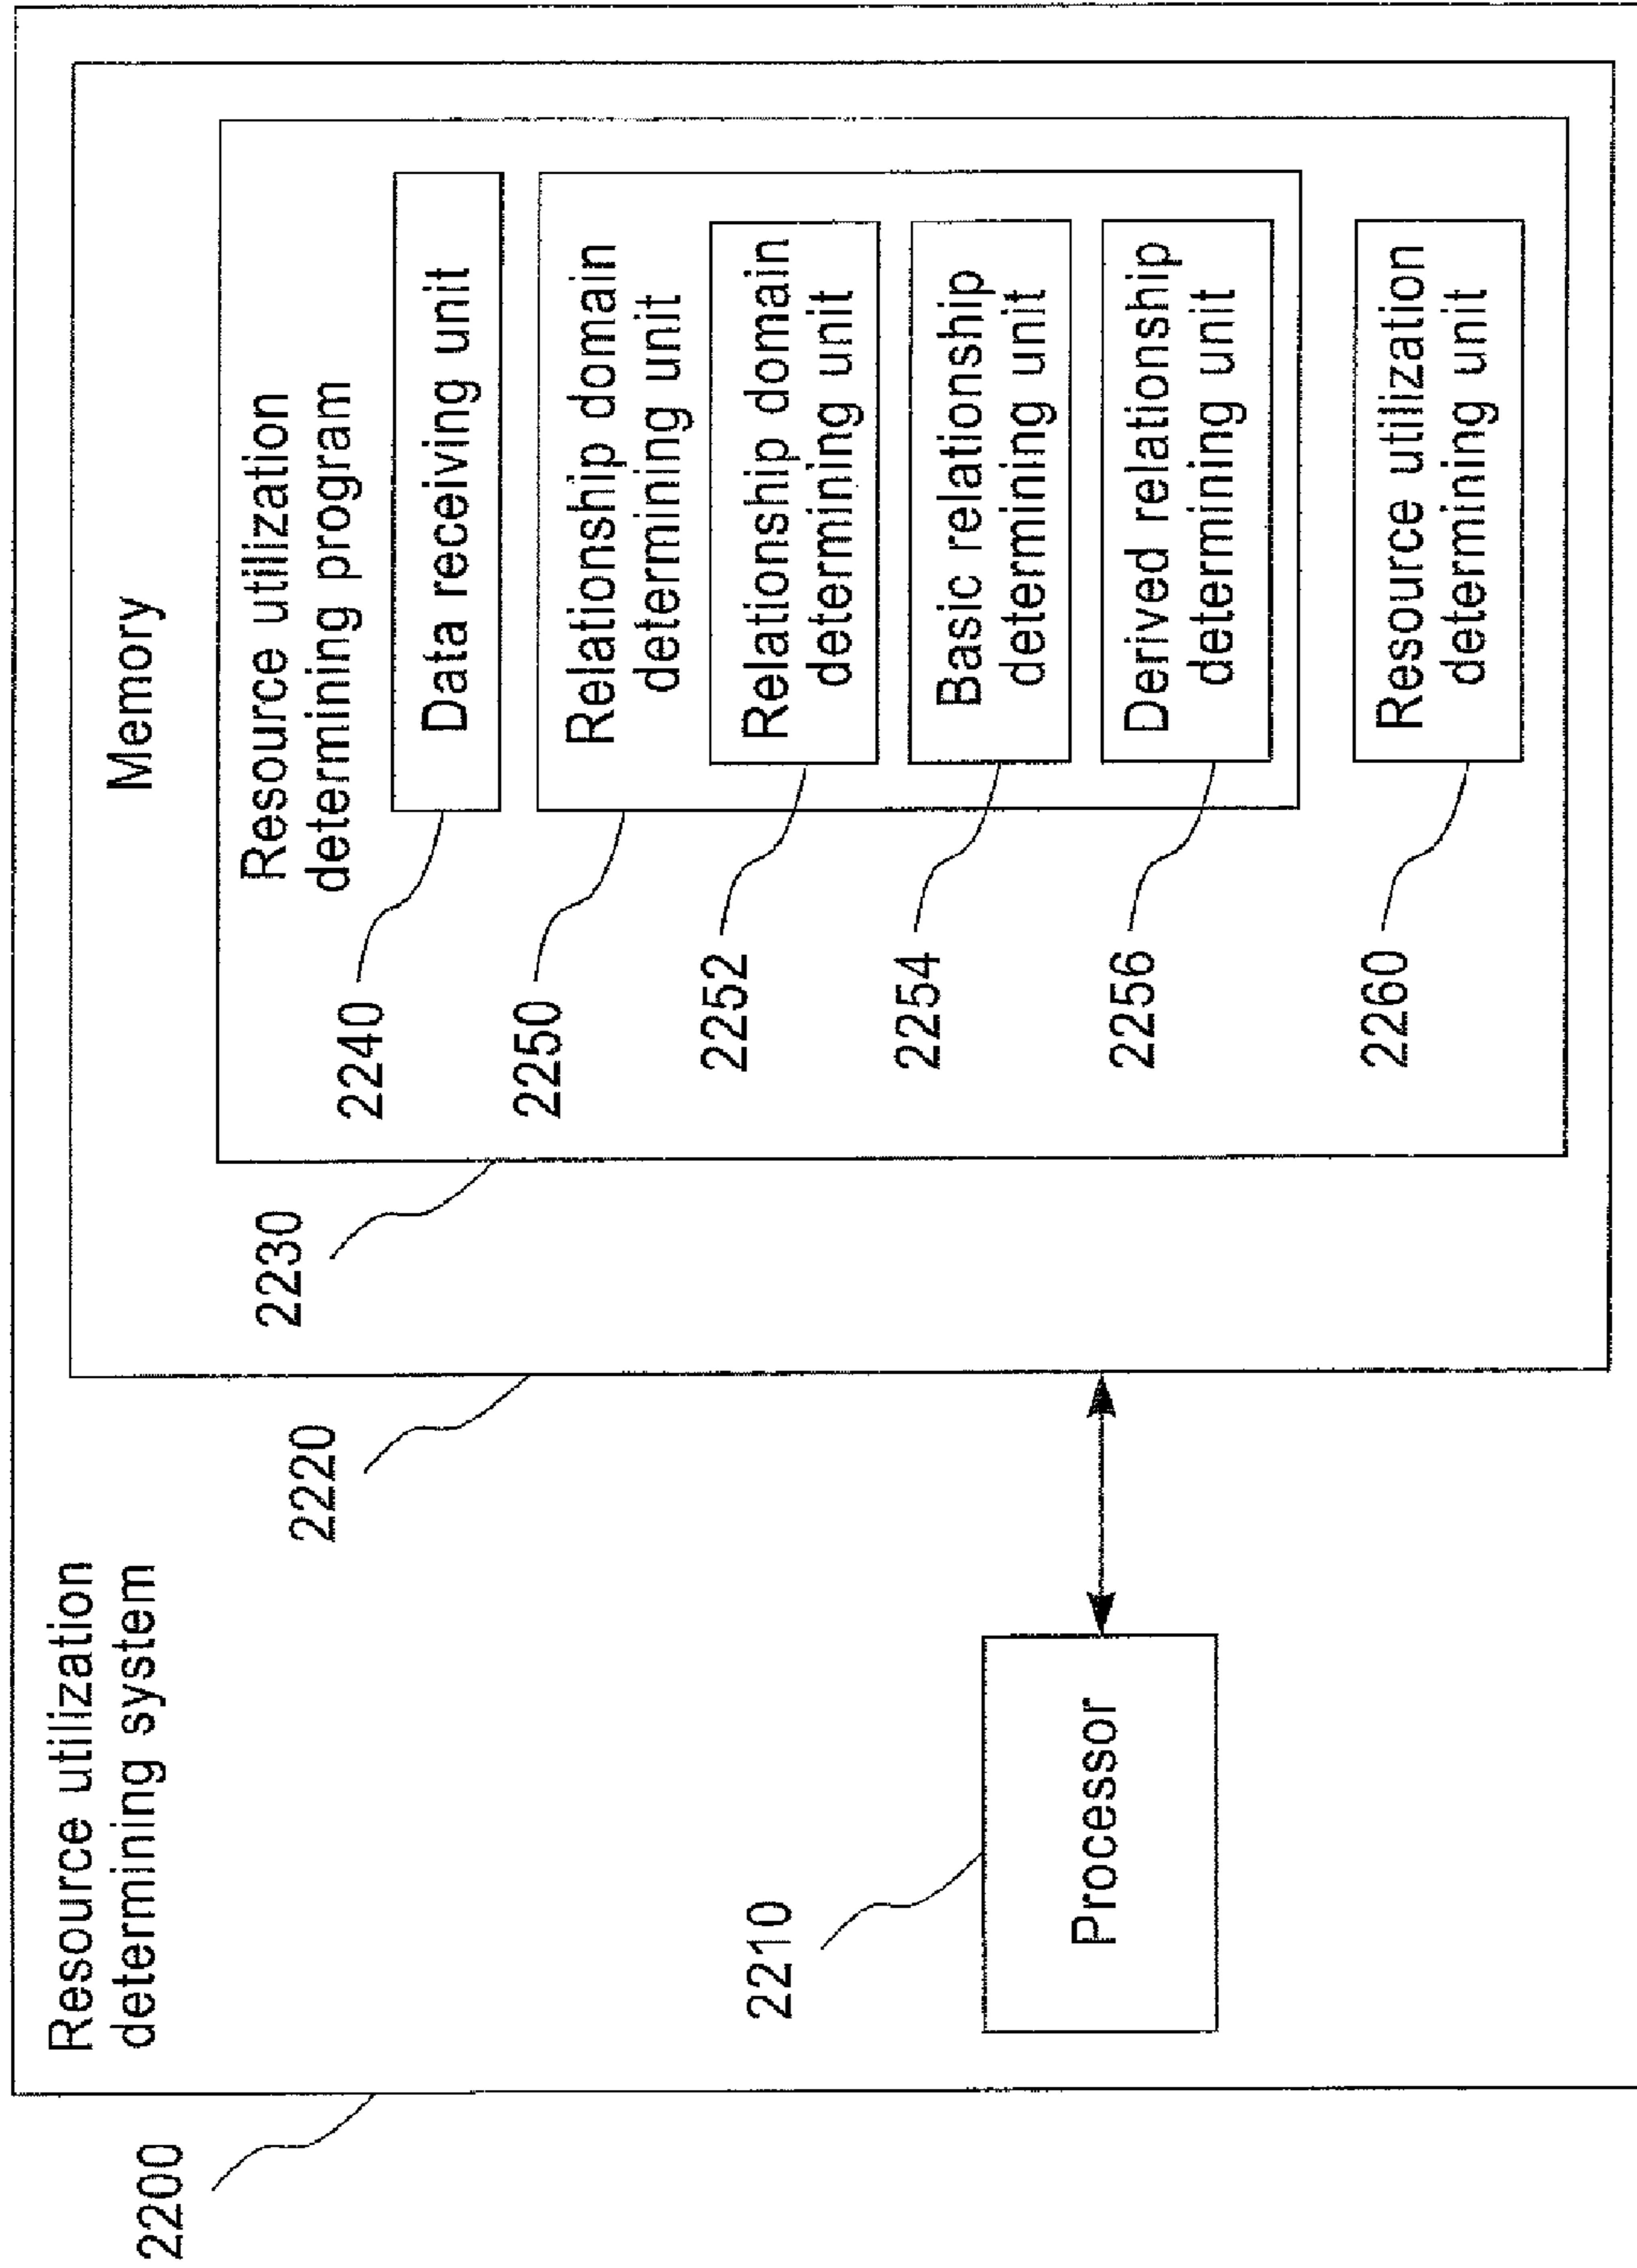 Resource utilization
determining system
2200
Processor
2210
Memory
2220
Resource utilization
determining program
2230
Data receiving unit
2240
Relationship domain
determining unit
2250
Relationship domain
determining unit
2252
Basic relationship
determining unit
2254
Derived relationship
determining unit
2256
Resource utilization
determining unit
2260